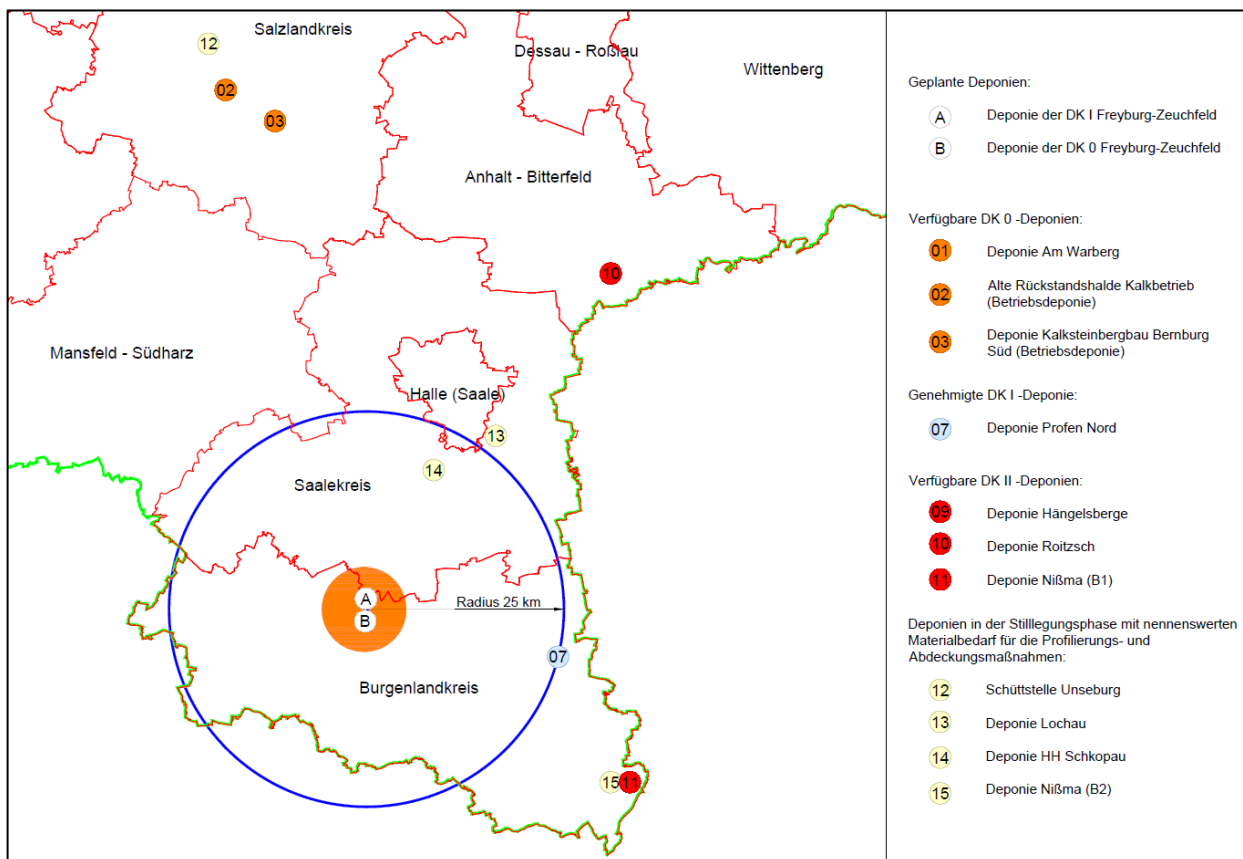 Salzlandkreis
12
02
03
Dessau - Roßlau
Wittenberg
Anhalt - Bitterfeld
10
Mansfeld - Südharz
Halle (Saale)
13
14
Saalekreis
A
B
Radius 25 km
07
Burgenlandkreis
15
11
Geplante Deponien:
A Deponie der DK I Freyburg-Zeuchfeld
B Deponie der DK 0 Freyburg-Zeuchfeld
Verfügbare DK 0 -Deponien:
01 Deponie Am Warberg
02 Alte Rückstandshalde Kalkbetrieb
(Betriebsdeponie)
03 Deponie Kalksteinbergbau Bernburg
Süd (Betriebsdeponie)
Genehmigte DK I -Deponie:
07 Deponie Profen Nord
Verfügbare DK II -Deponien:
09 Deponie Hängelsberge
10 Deponie Roitzsch
11 Deponie Nißma (B1)
Deponien in der Stilllegungsphase mit nennenswerten
Materialbedarf für die Profilierungs- und
Abdeckungsmaßnahmen:
12 Schüttstelle Unseburg
13 Deponie Lochau
14 Deponie HH Schkopau
15 Deponie Nißma (B2)